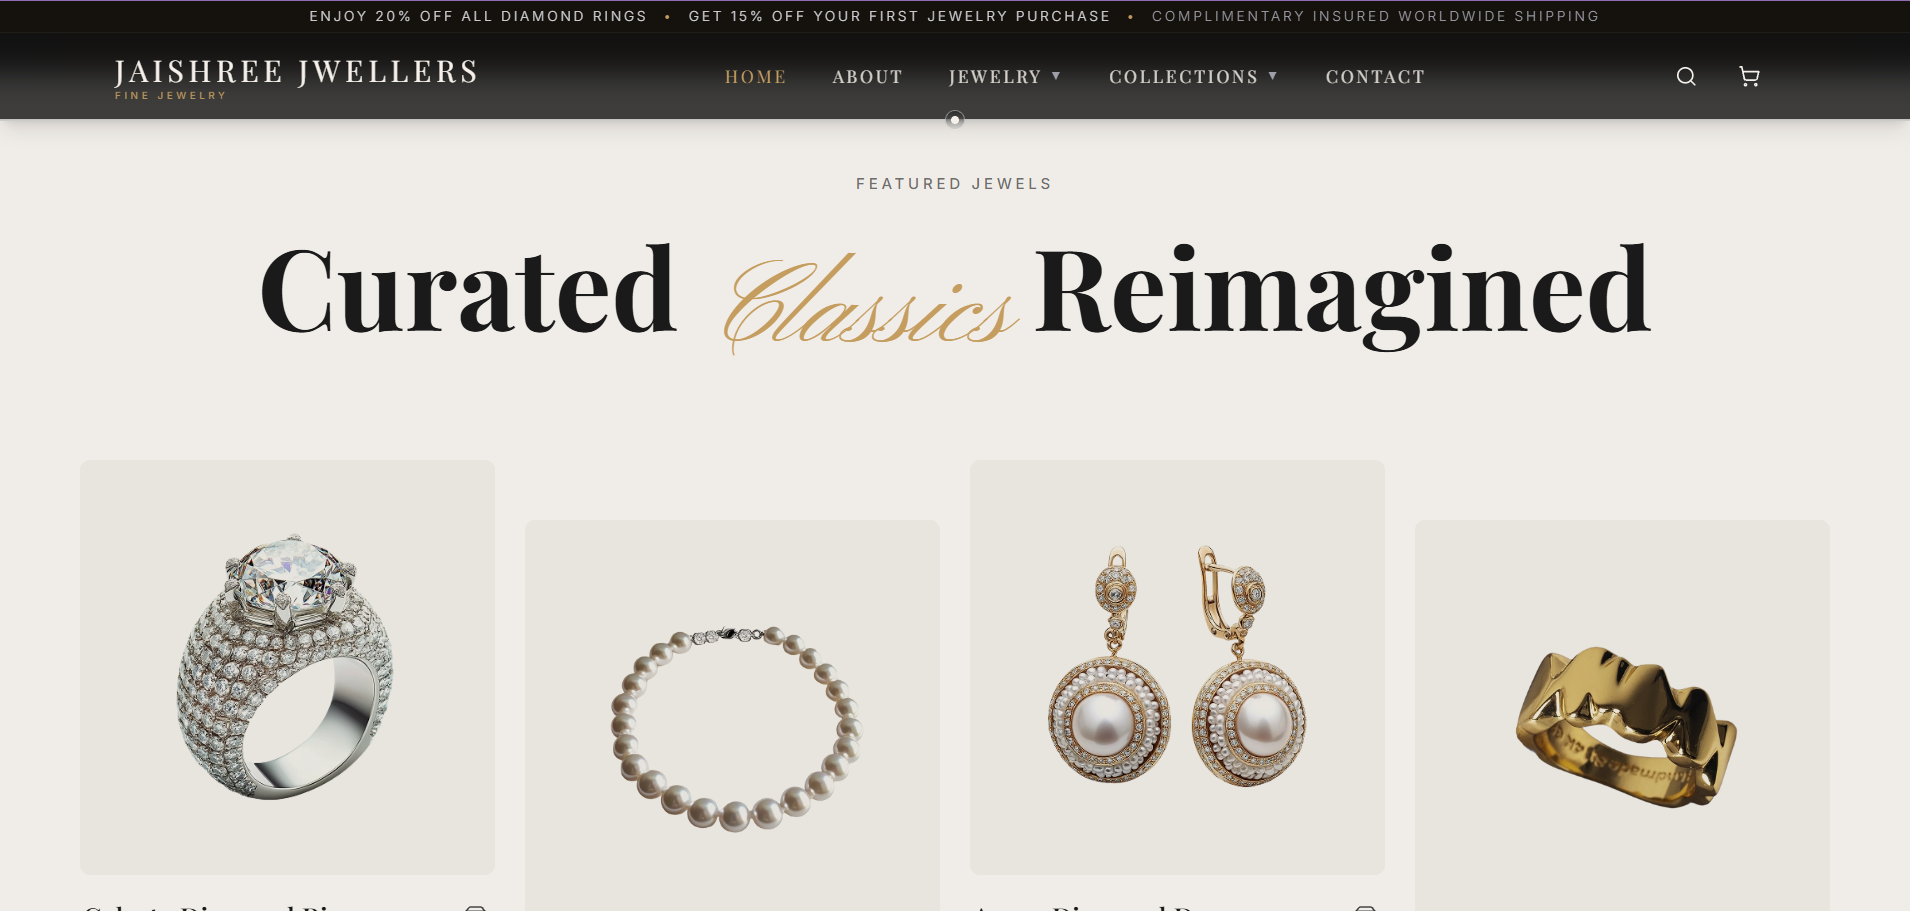 ENJOY 20% OFF ALL DIAMOND RINGS • GET 15% OFF YOUR FIRST JEWELRY PURCHASE • COMPLIMENTARY INSURED WORLDWIDE SHIPPING
JAISHREE JWELLERS
FINE JEWELRY
HOME ABOUT JEWELRY ▼ COLLECTIONS ▼ CONTACT
FEATURED JEWELS
Curated Classics Reimagined